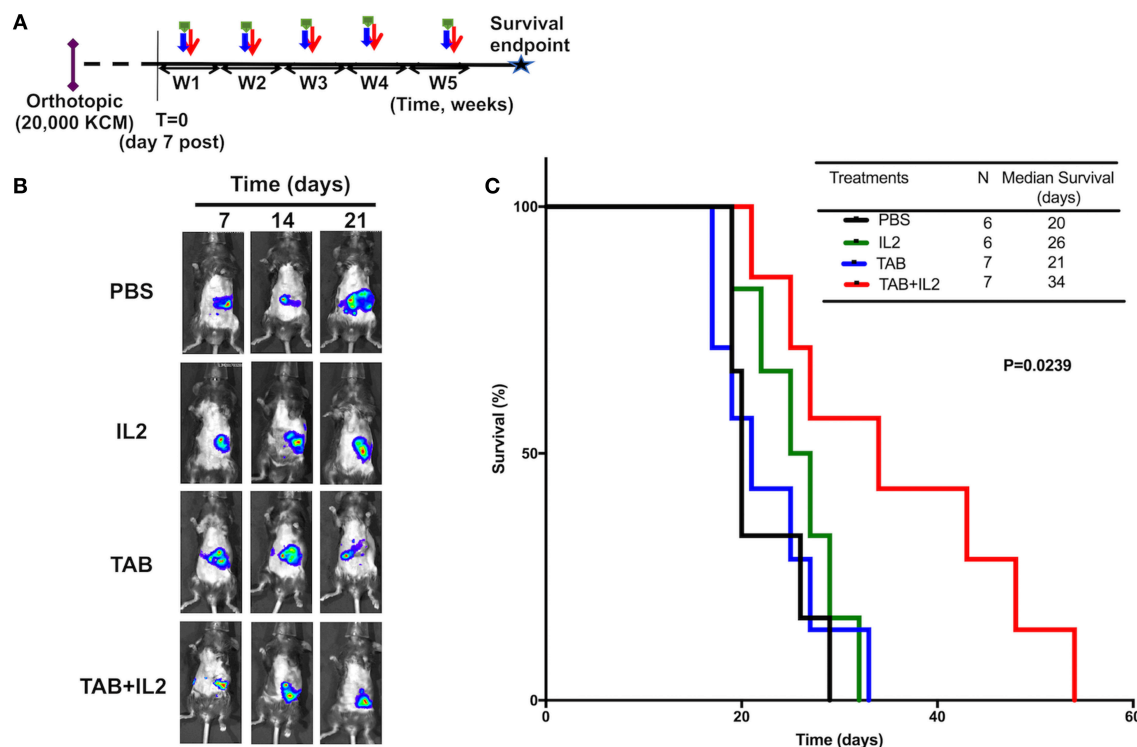 A
Survival
endpoint
W1 W2 W3 W4 W5
Orthotopic
(20,000 KCM)
T=0
(day 7 post)
(Time, weeks)
B
Time (days)
7 14 21
PBS
IL2
TAB
TAB+IL2
C
Treatments N Median Survival
(days)
PBS 6 20
IL2 6 26
TAB 7 21
TAB+IL2 7 34
P=0.0239
100
50
0
Survival (%)
0 20 40 60
Time (days)